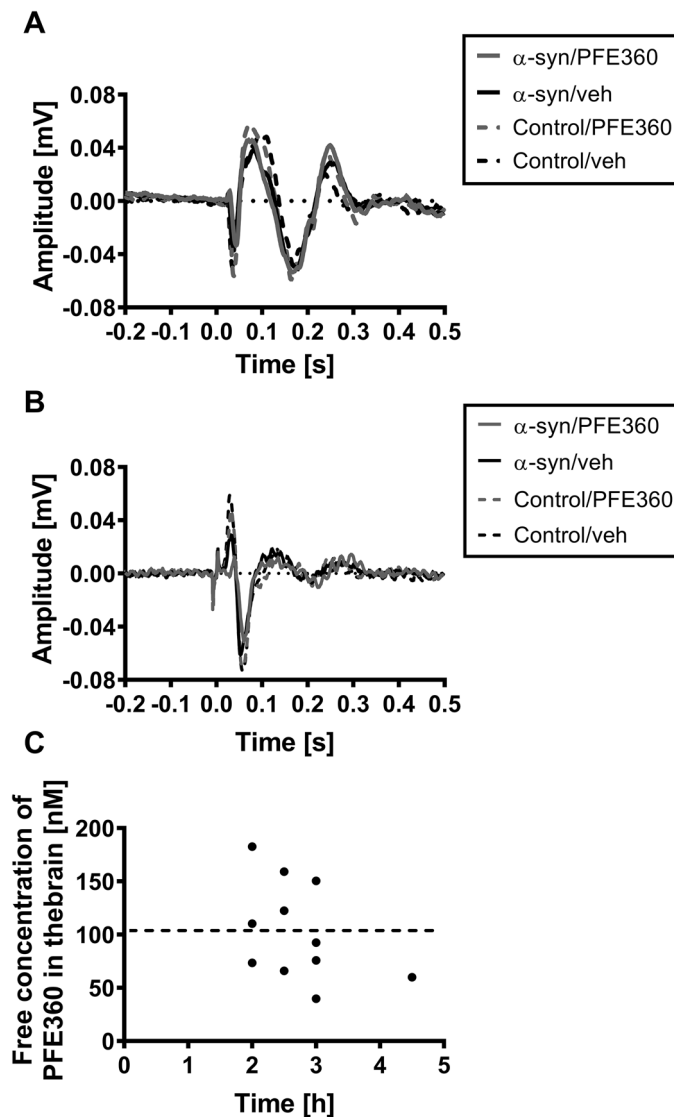 A
α-syn/PFE360
α-syn/veh
Control/PFE360
Control/veh
Amplitude [mV]
0.08
0.04
0.00
-0.04
-0.08
-0.2 -0.1 0.0 0.1 0.2 0.3 0.4 0.5
Time [s]
B
α-syn/PFE360
α-syn/veh
Control/PFE360
Control/veh
Amplitude [mV]
0.08
0.04
0.00
-0.04
-0.08
-0.2 -0.1 0.0 0.1 0.2 0.3 0.4 0.5
Time [s]
C
Free concentration of
PFE360 in thebrain [nM]
200
150
100
50
0
0 1 2 3 4 5
Time [h]